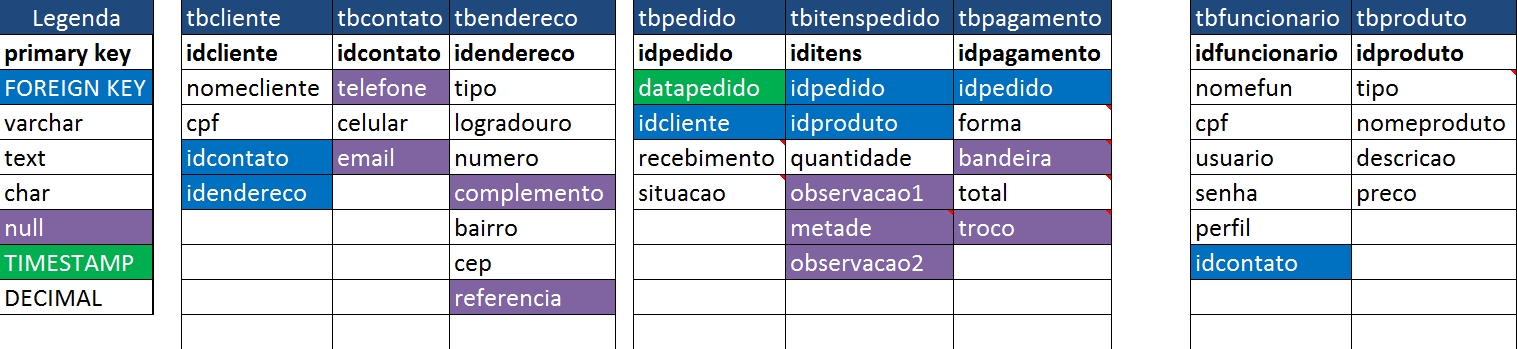 Legenda tbcliente tbcontato tbendereco tbpedido tbitenspedido tbpagamento tbfuncionario tbproduto
primary key idcliente idcontato idendereco idpedido iditens idpagamento idfuncionario idproduto
FOREIGN KEY nomecliente telefone tipo datapedido idpedido idpedido nomefun tipo
varchar cpf celular logradouro idcliente idproduto forma cpf nomeproduto
text idcontato email numero recebimento quantidade bandeira usuario descricao
char idendereco complemento situacao observacao1 total senha preco
null bairro metade troco perfil
TIMESTAMP cep observacao2 idcontato
DECIMAL referencia